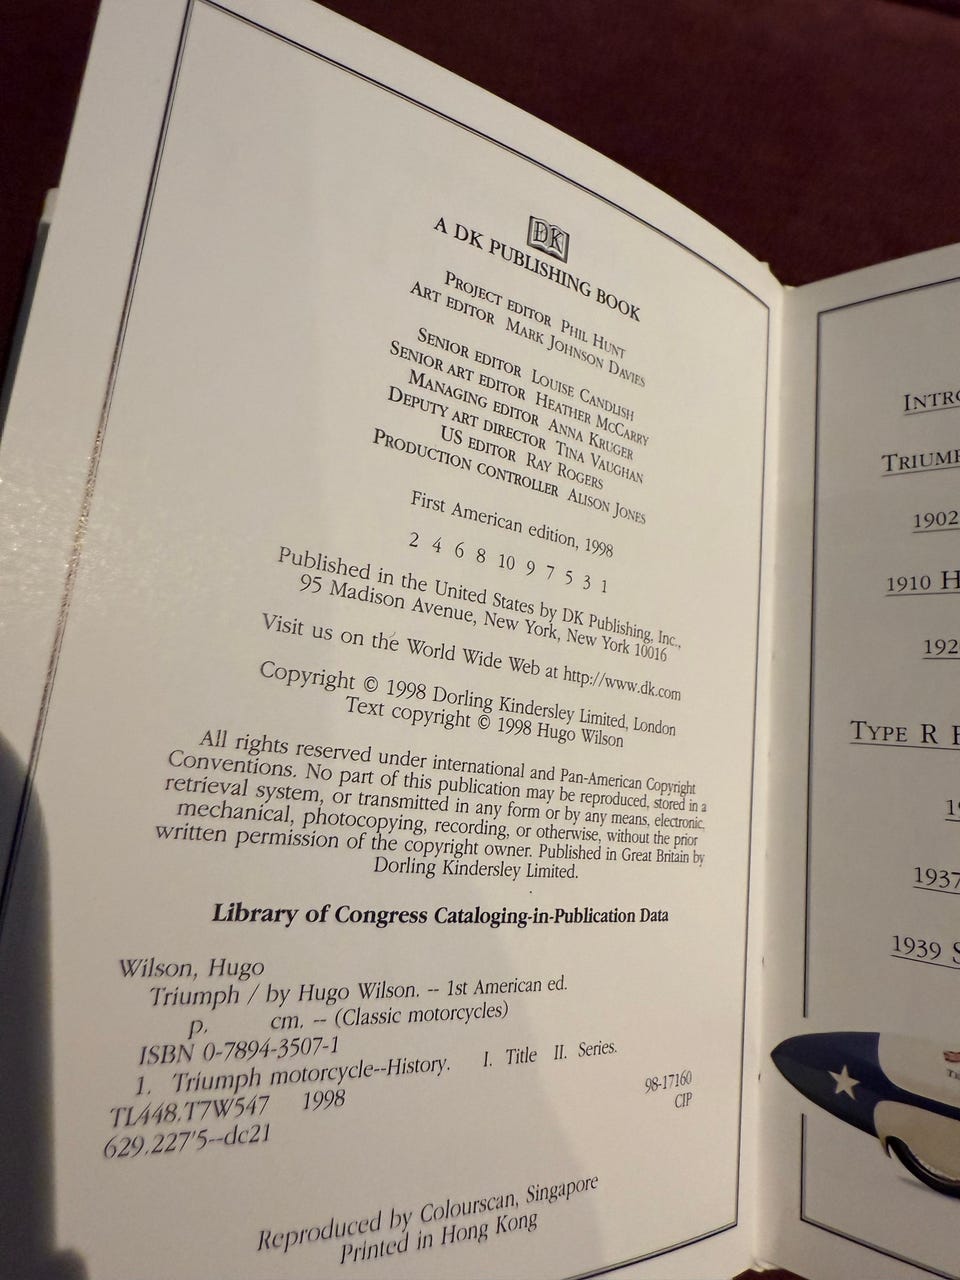 DK
A DK PUBLISHING BOOK
PROJECT EDITOR PHIL HUNT
ART EDITOR MARK JOHNSON DAVIES
SENIOR EDITOR LOUISE CANDLISH
SENIOR ART EDITOR HEATHER MCCARRY
MANAGING EDITOR ANNA KRUGER
DEPUTY ART DIRECTOR TINA VAUGHAN
US EDITOR RAY ROGERS
PRODUCTION CONTROLLER ALISON JONES
First American edition, 1998
2 4 6 8 10 9 7 5 3 1
Published in the United States by DK Publishing, Inc.,
95 Madison Avenue, New York, New York 10016
Visit us on the World Wide Web at http://www.dk.com
Copyright © 1998 Dorling Kindersley Limited, London
Text copyright © 1998 Hugo Wilson
All rights reserved under international and Pan-American Copyright
Conventions. No part of this publication may be reproduced, stored in a
retrieval system, or transmitted in any form or by any means, electronic,
mechanical, photocopying, recording, or otherwise, without the prior
written permission of the copyright owner. Published in Great Britain by
Dorling Kindersley Limited.
Library of Congress Cataloging-in-Publication Data
Wilson, Hugo
Triumph / by Hugo Wilson. -- 1st American ed.
p. cm. -- (Classic motorcycles)
ISBN 0-7894-3507-1
1. Triumph motorcycle--History. I. Title II. Series.
TL448.T7W547 1998
98-17160
629.227'5--dc21
CIP
Reproduced by Colourscan, Singapore
Printed in Hong Kong
INTRO
TRIUMP
1902
1910 H
192
TYPE R F
19
1937
1939 S